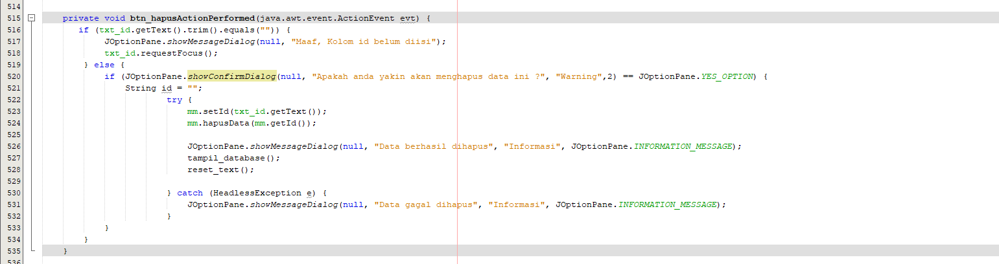 514
515 private void btn_hapusActionPerformed(java.awt.event.ActionEvent evt) {
516 if (txt_id.getText().trim().equals("")) {
517 JOptionPane.showMessageDialog(null, "Maaf, Kolom id belum diisi");
518 txt_id.requestFocus();
519 } else {
520 if (JOptionPane.showConfirmDialog(null, "Apakah anda yakin akan menghapus data ini ?", "Warning",2) == JOptionPane.YES_OPTION) {
521 String id = "";
522 try {
523 mm.setId(txt_id.getText());
524 mm.hapusData(mm.getId());
525
526 JOptionPane.showMessageDialog(null, "Data berhasil dihapus", "Informasi", JOptionPane.INFORMATION_MESSAGE);
527 tampil_database();
528 reset_text();
529
530 } catch (HeadlessException e) {
531 JOptionPane.showMessageDialog(null, "Data gagal dihapus", "Informasi", JOptionPane.INFORMATION_MESSAGE);
532 }
533 }
534 }
535 }
536